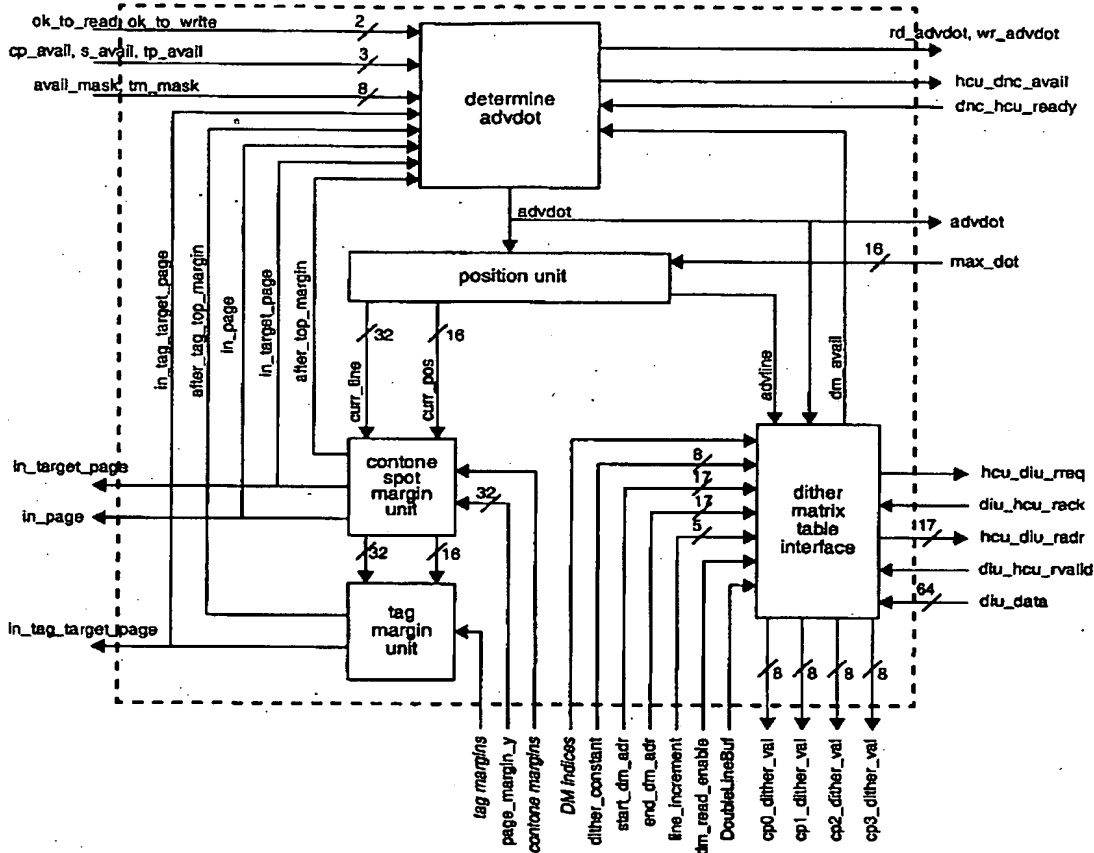 ok_to_read, ok_to_write
2
cp_avail, s_avail, tp_avail
3
avail_mask, tm_mask
8
determine
advdot
rd_advdot, wr_advdot
hcu_dnc_avail
dnc_hcu_ready
advdot
advdot
position unit
16
max_dot
in_tag_target_page
after_tag_top_margin
in_page
in_target_page
after_top_margin
32
16
curr_line
curr_pos
advline
dm_avail
in_target_page
in_page
contone
spot
margin
unit
32
32
16
in_tag_target_page
tag
margin
unit
8
17
17
5
dither
matrix
table
interface
hcu_diu_rreq
diu_hcu_rack
17
hcu_diu_radr
diu_hcu_rvalid
64
diu_data
8
8
8
8
tag margins
page_margin_y
contone margins
DM indices
dither_constant
start_dm_adr
end_dm_adr
line_increment
dm_read_enable
DoubleLineBuf
cp0_dither_val
cp1_dither_val
cp2_dither_val
cp3_dither_val